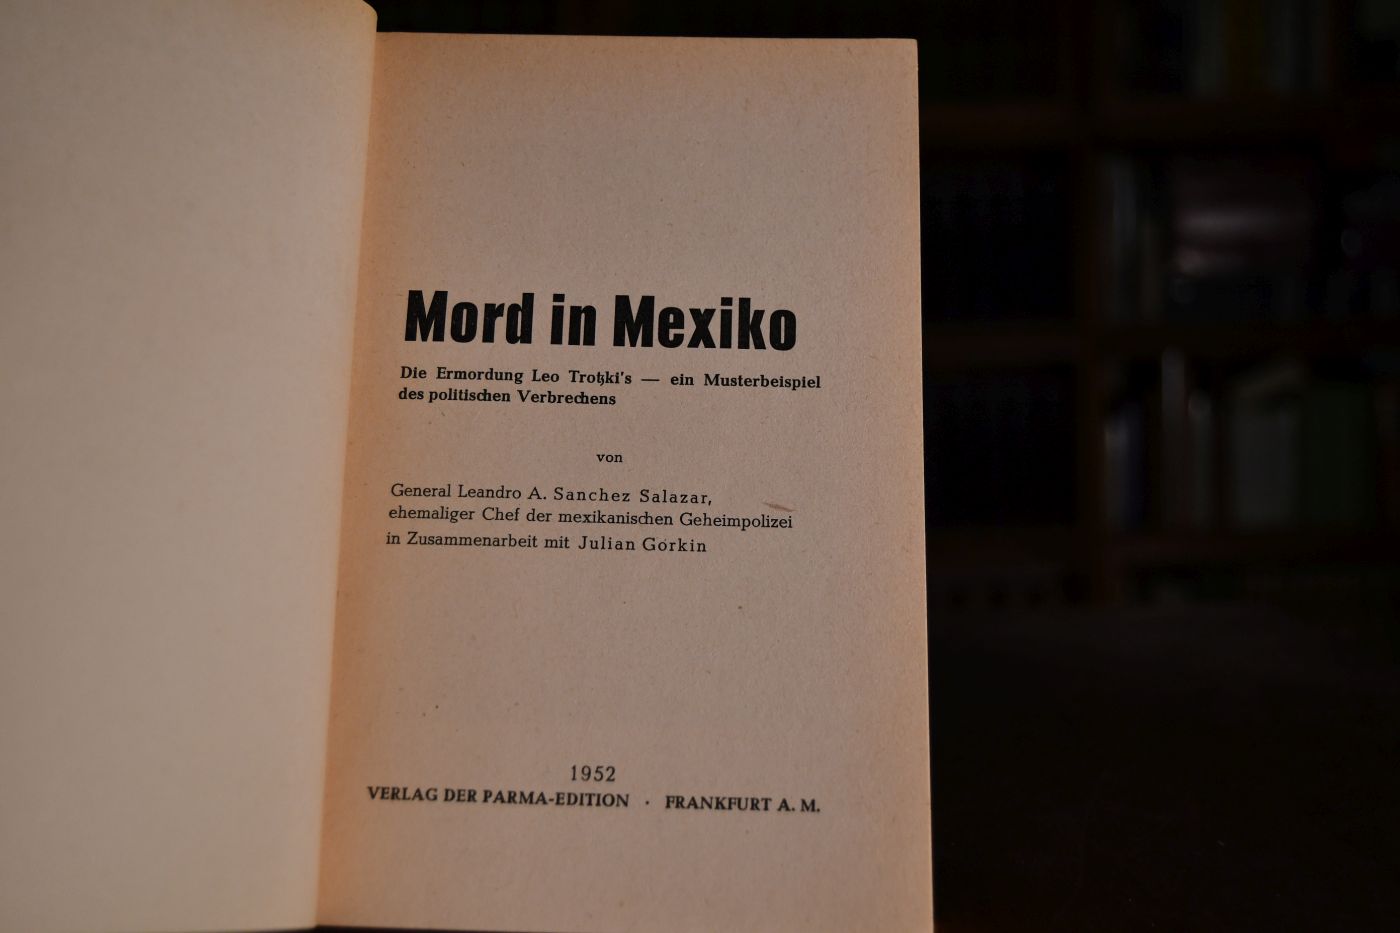 Mord in Mexiko
Die Ermordung Leo Trotzki's — ein Musterbeispiel
des politischen Verbrechens
von
General Leandro A. Sanchez Salazar,
ehemaliger Chef der mexikanischen Geheimpolizei
in Zusammenarbeit mit Julian Gorkin
1952
VERLAG DER PARMA-EDITION · FRANKFURT A. M.